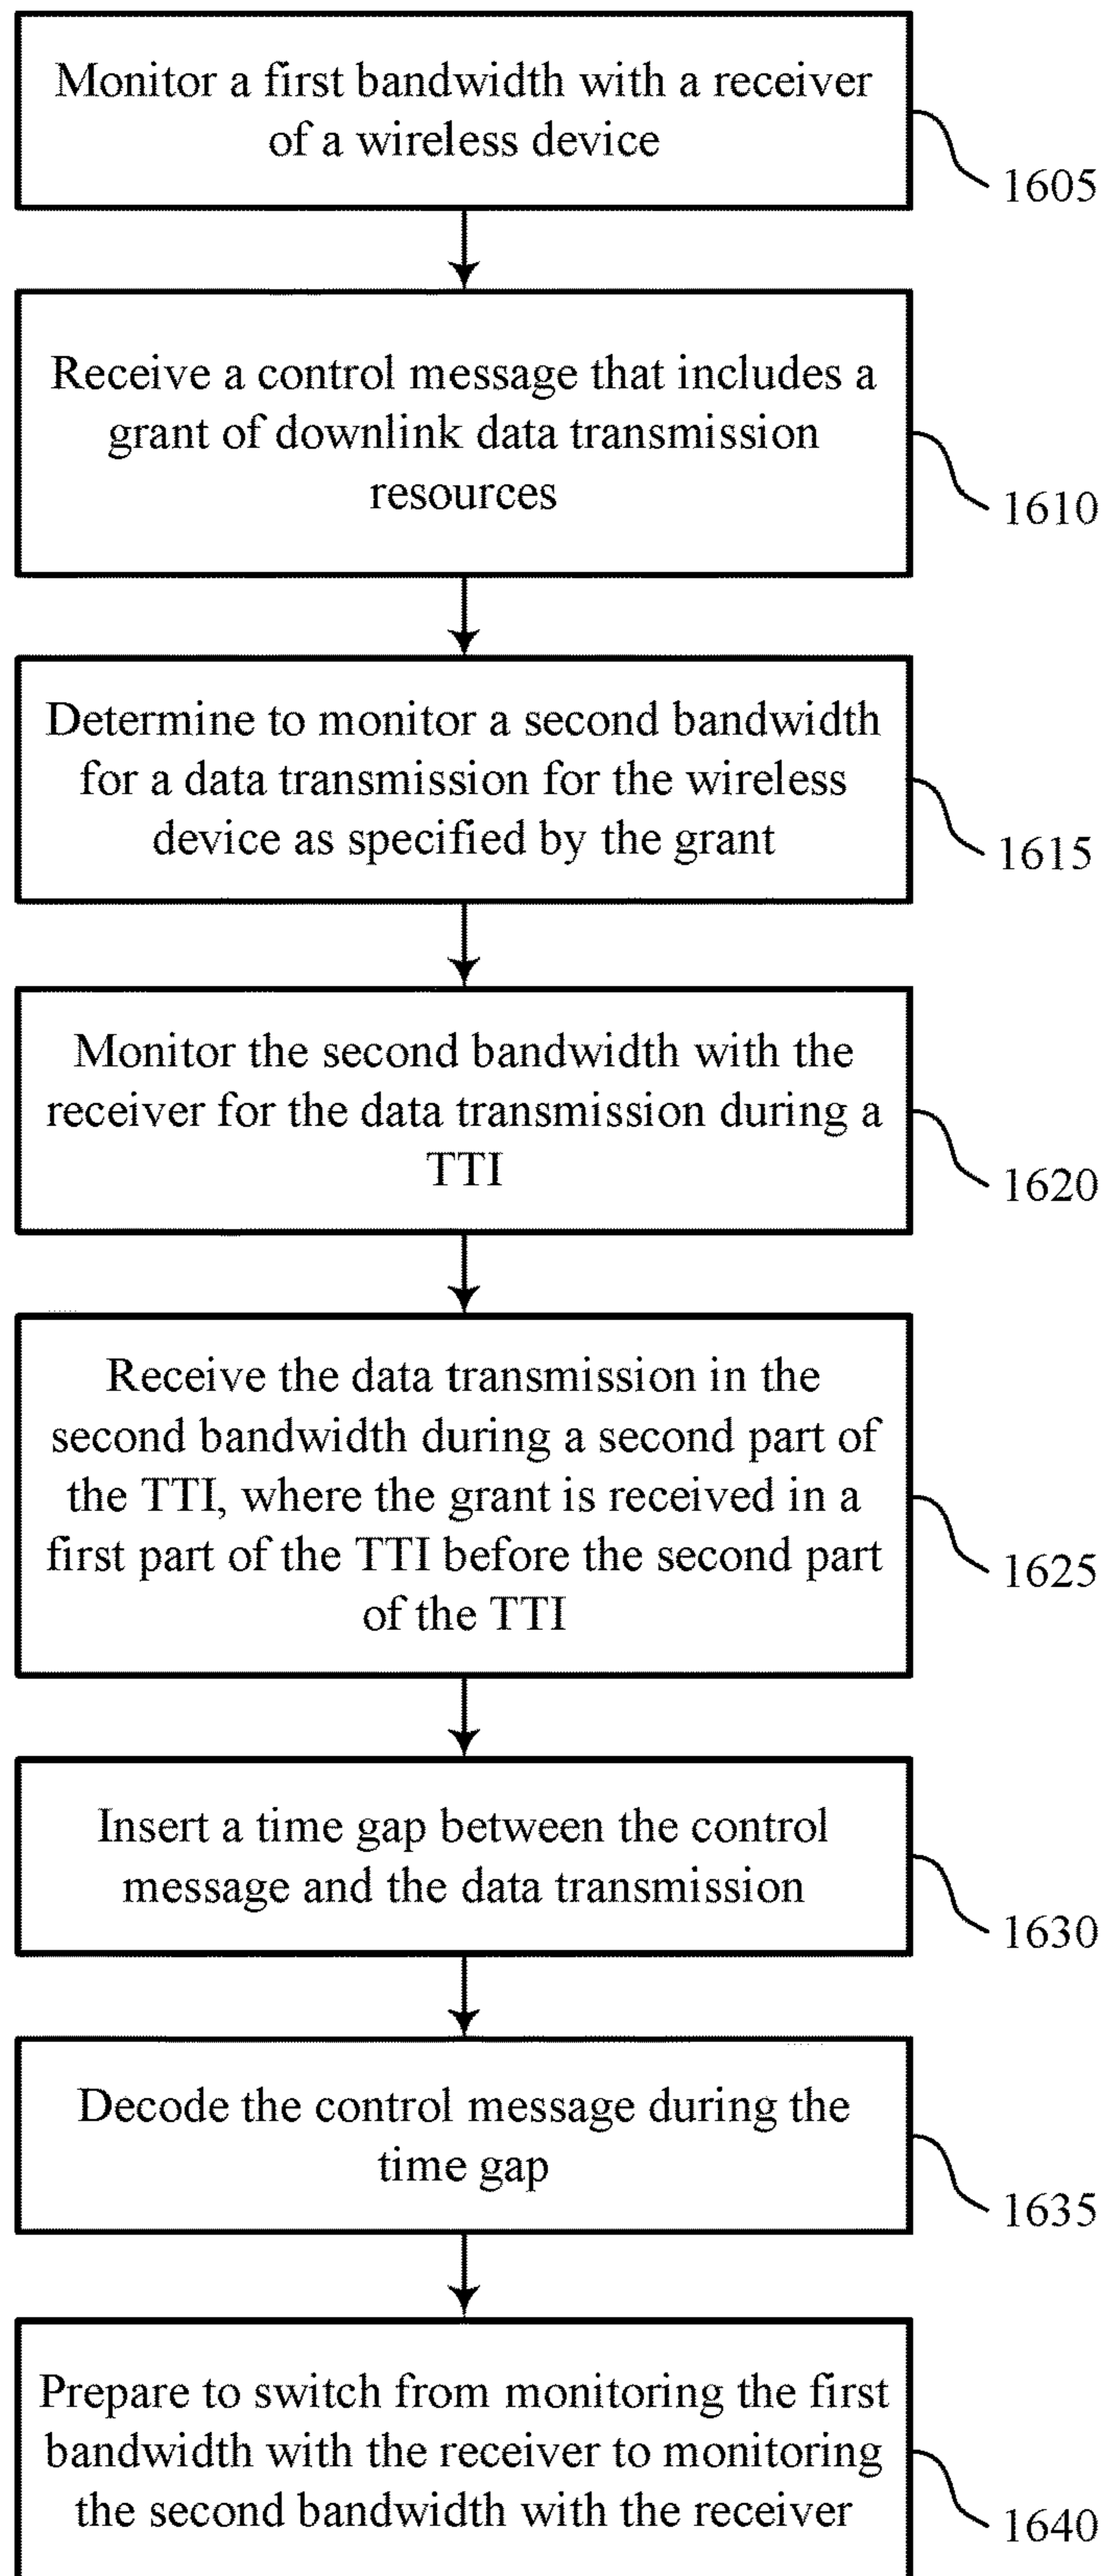 Monitor a first bandwidth with a receiver
of a wireless device
1605
Receive a control message that includes a
grant of downlink data transmission
resources
1610
Determine to monitor a second bandwidth
for a data transmission for the wireless
device as specified by the grant
1615
Monitor the second bandwidth with the
receiver for the data transmission during a
TTI
1620
Receive the data transmission in the
second bandwidth during a second part of
the TTI, where the grant is received in a
first part of the TTI before the second part
of the TTI
1625
Insert a time gap between the control
message and the data transmission
1630
Decode the control message during the
time gap
1635
Prepare to switch from monitoring the first
bandwidth with the receiver to monitoring
the second bandwidth with the receiver
1640